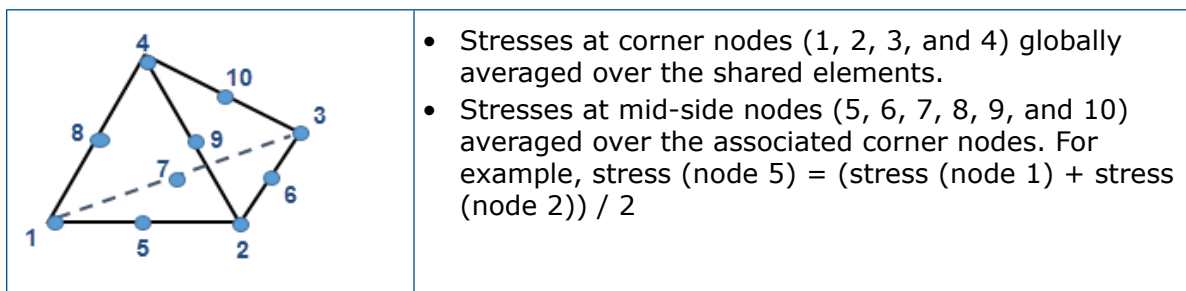 4
10
3
8
9
7
6
1
5
2
• Stresses at corner nodes (1, 2, 3, and 4) globally
averaged over the shared elements.
• Stresses at mid-side nodes (5, 6, 7, 8, 9, and 10)
averaged over the associated corner nodes. For
example, stress (node 5) = (stress (node 1) + stress
(node 2)) / 2